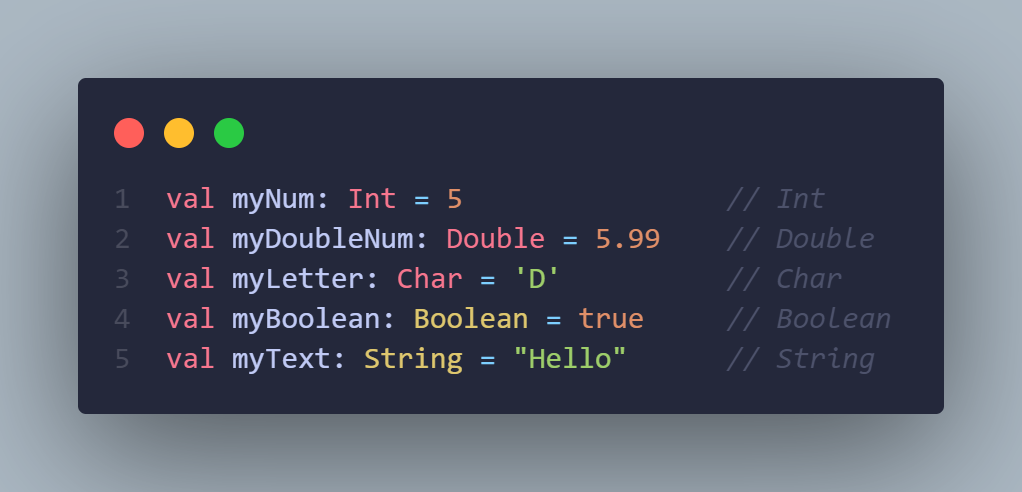 1 val myNum: Int = 5                // Int
2 val myDoubleNum: Double = 5.99    // Double
3 val myLetter: Char = 'D'          // Char
4 val myBoolean: Boolean = true     // Boolean
5 val myText: String = "Hello"      // String